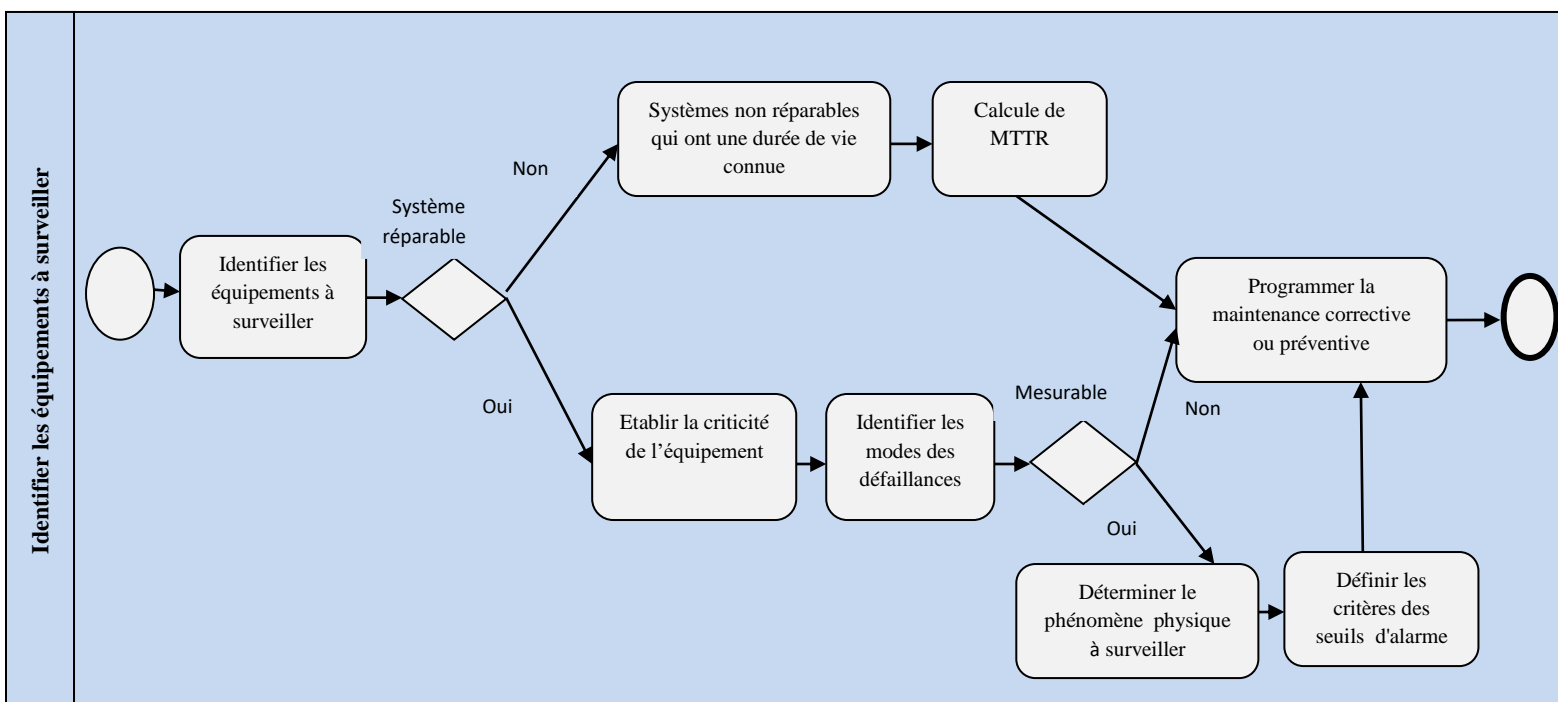 Identifier les équipements à surveiller
Identifier les
équipements à
surveiller
Système
réparable
Non
Systèmes non réparables
qui ont une durée de vie
connue
Calcule de
MTTR
Oui
Etablir la criticité
de l’équipement
Identifier les
modes des
défaillances
Mesurable
Non
Oui
Déterminer le
phénomène physique
à surveiller
Définir les
critères des
seuils d'alarme
Programmer la
maintenance corrective
ou préventive